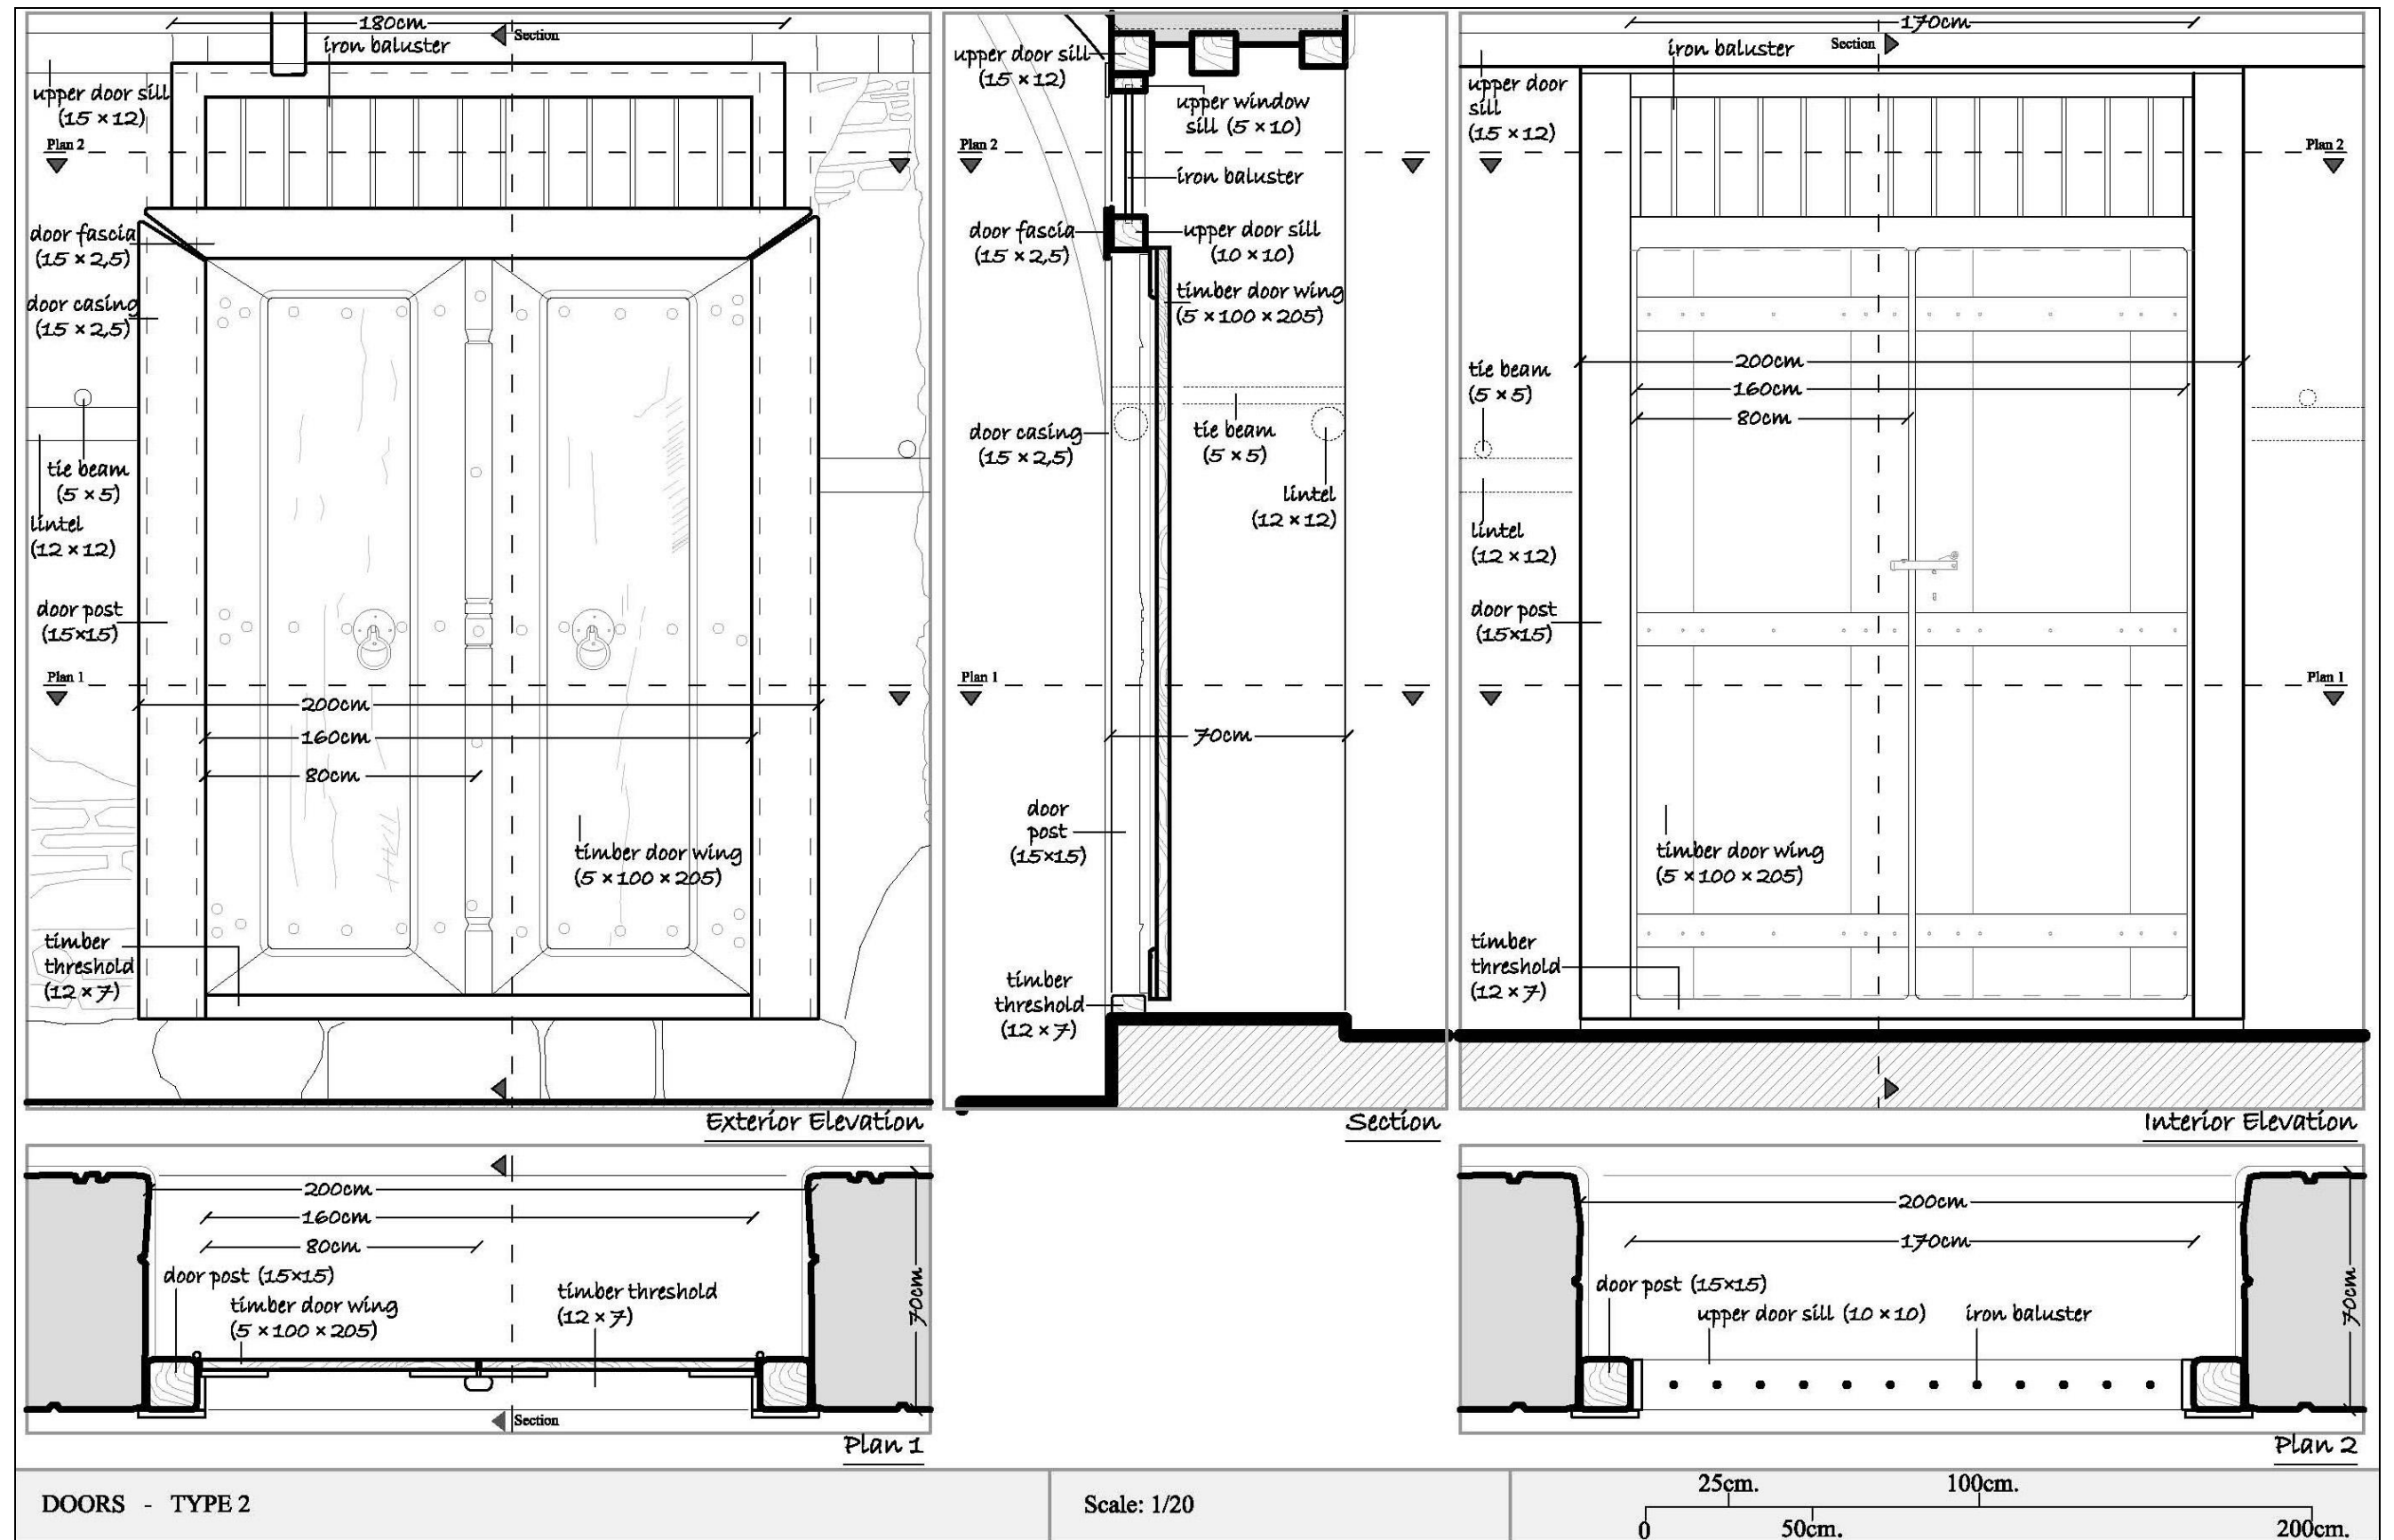 180cm
Section
iron baluster
upper door sill
(15 × 12)
Plan 2
door fascia
(15 × 2,5)
door casing
(15 × 2,5)
tie beam
(5 × 5)
lintel
(12 × 12)
door post
(15×15)
Plan 1
200cm
160cm
80cm
timber door wing
(5 × 100 × 205)
timber
threshold
(12 × 7)
Exterior Elevation
upper door sill
(15 × 12)
upper window
sill (5 × 10)
Plan 2
iron baluster
door fascia
(15 × 2,5)
upper door sill
(10 × 10)
timber door wing
(5 × 100 × 205)
door casing
(15 × 2,5)
tie beam
(5 × 5)
lintel
(12 × 12)
Plan 1
70cm
door
post
(15×15)
timber
threshold
(12 × 7)
Section
170cm
iron baluster
Section
upper door
sill
(15 × 12)
Plan 2
200cm
160cm
80cm
tie beam
(5 × 5)
lintel
(12 × 12)
door post
(15×15)
Plan 1
timber door wing
(5 × 100 × 205)
timber
threshold
(12 × 7)
Interior Elevation
200cm
160cm
80cm
door post (15×15)
timber door wing
(5 × 100 × 205)
timber threshold
(12 × 7)
70cm
Section
Plan 1
200cm
170cm
door post (15×15)
upper door sill (10 × 10)
iron baluster
70cm
Plan 2
DOORS - TYPE 2
Scale: 1/20
25cm.
100cm.
0
50cm.
200cm.